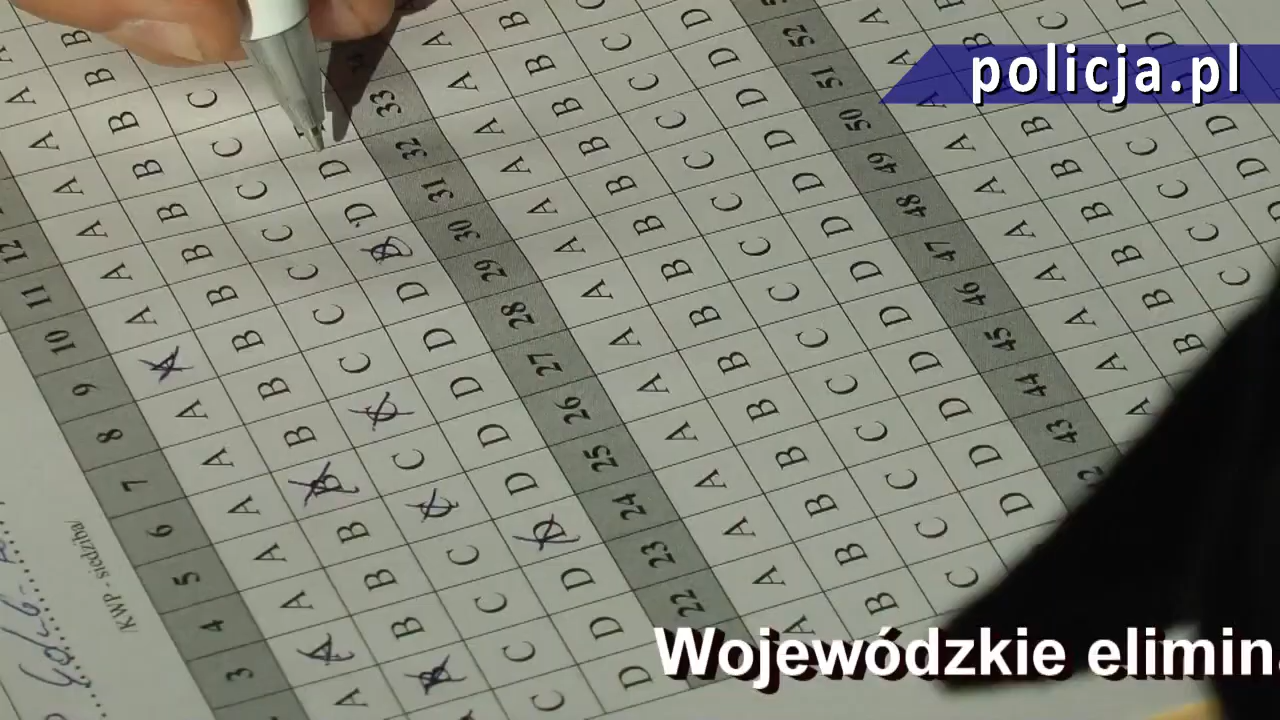 policja.pl
/KWP - siedziba/
3 A B C D
4 A B C D
5 A B C D
6 A B C D
7 A B C D
8 A B C D
9 A B C D
10 A B C D
11 A B C D
12 A B C D
22 A B C D
23 A B C D
24 A B C D
25 A B C D
26 A B C D
27 A B C D
28 A B C D
29 A B C D
30 A B C D
31 A B C D
32 A B C D
33 A B C D
43 A B C D
44 A B C D
45 A B C D
46 A B C D
47 A B C D
48 A B C D
49 A B C D
50
51
52
Wojewódzkie elimin